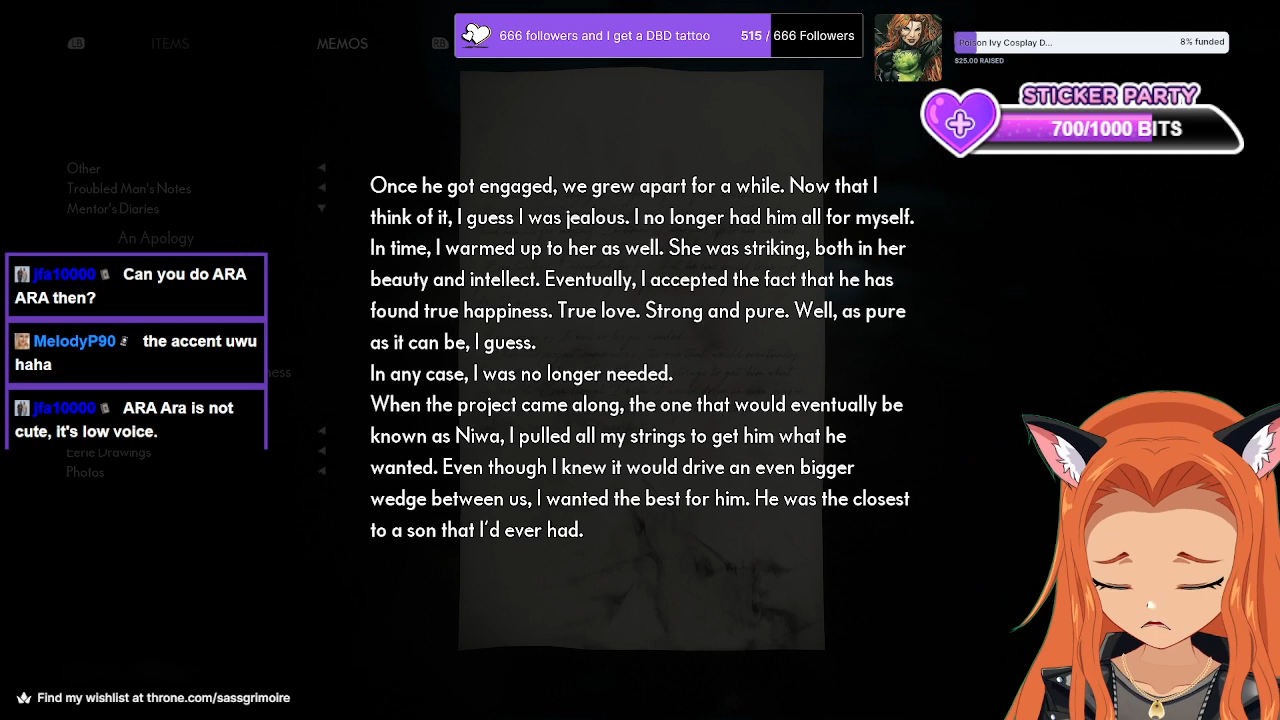 LB
ITEMS
MEMOS
RB
666 followers and I get a DBD tattoo
515 / 666 Followers
Poison Ivy Cosplay D...
8% funded
$25.00 RAISED
STICKER PARTY
700/1000 BITS
Other
Troubled Man's Notes
Mentor's Diaries
An Apology
jfa10000 Can you do ARA
ARA then?
MelodyP90 the accent uwu
haha
jfa10000 ARA Ara is not
cute, it's low voice.
Eerie Drawings
Photos
Once he got engaged, we grew apart for a while. Now that I
think of it, I guess I was jealous. I no longer had him all for myself.
In time, I warmed up to her as well. She was striking, both in her
beauty and intellect. Eventually, I accepted the fact that he has
found true happiness. True love. Strong and pure. Well, as pure
as it can be, I guess.
In any case, I was no longer needed.
When the project came along, the one that would eventually be
known as Niwa, I pulled all my strings to get him what he
wanted. Even though I knew it would drive an even bigger
wedge between us, I wanted the best for him. He was the closest
to a son that I'd ever had.
Find my wishlist at throne.com/sassgrimoire